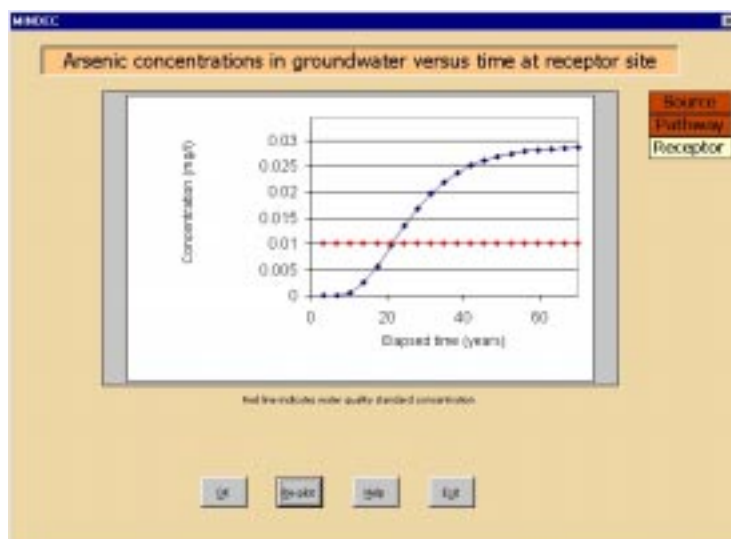 MINDEC
Arsenic concentrations in groundwater versus time at receptor site
Source
Pathway
Receptor
Concentration (mg/l)
0.03
0.025
0.02
0.015
0.01
0.005
0
0 20 40 60
Elapsed time (years)
Red line indicates water quality standard concentration
OK
Help
Exit